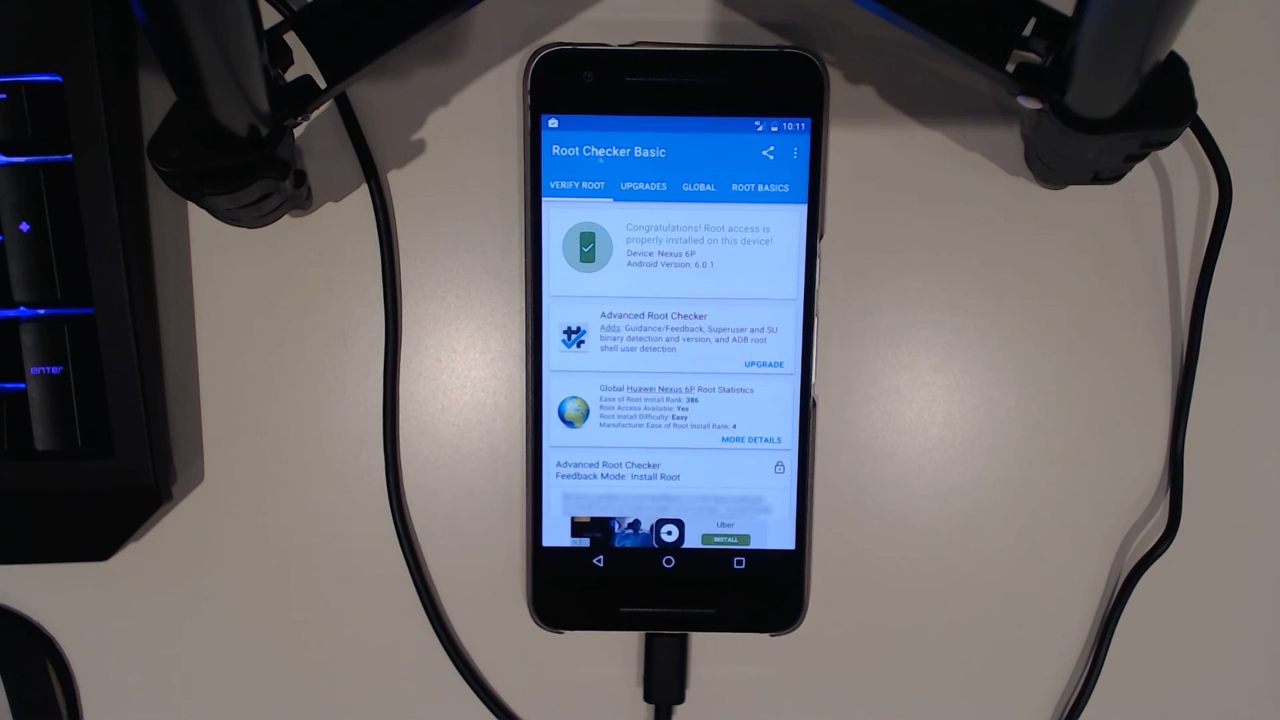 10:11
Root Checker Basic
VERIFY ROOT UPGRADES GLOBAL ROOT BASICS
Congratulations! Root access is
properly installed on this device!
Device: Nexus 6P
Android Version: 6.0.1
Advanced Root Checker
Adds: Guidance/Feedback, Superuser and SU
binary detection and version, and ADB root
shell user detection
UPGRADE
Global Huawei Nexus 6P Root Statistics
Ease of Root Install Rank: 386
Root Access Available: Yes
Root Install Difficulty: Easy
Manufacturer Ease of Root Install Rank: 4
MORE DETAILS
Advanced Root Checker
Feedback Mode: Install Root
Uber
INSTALL
ENTER